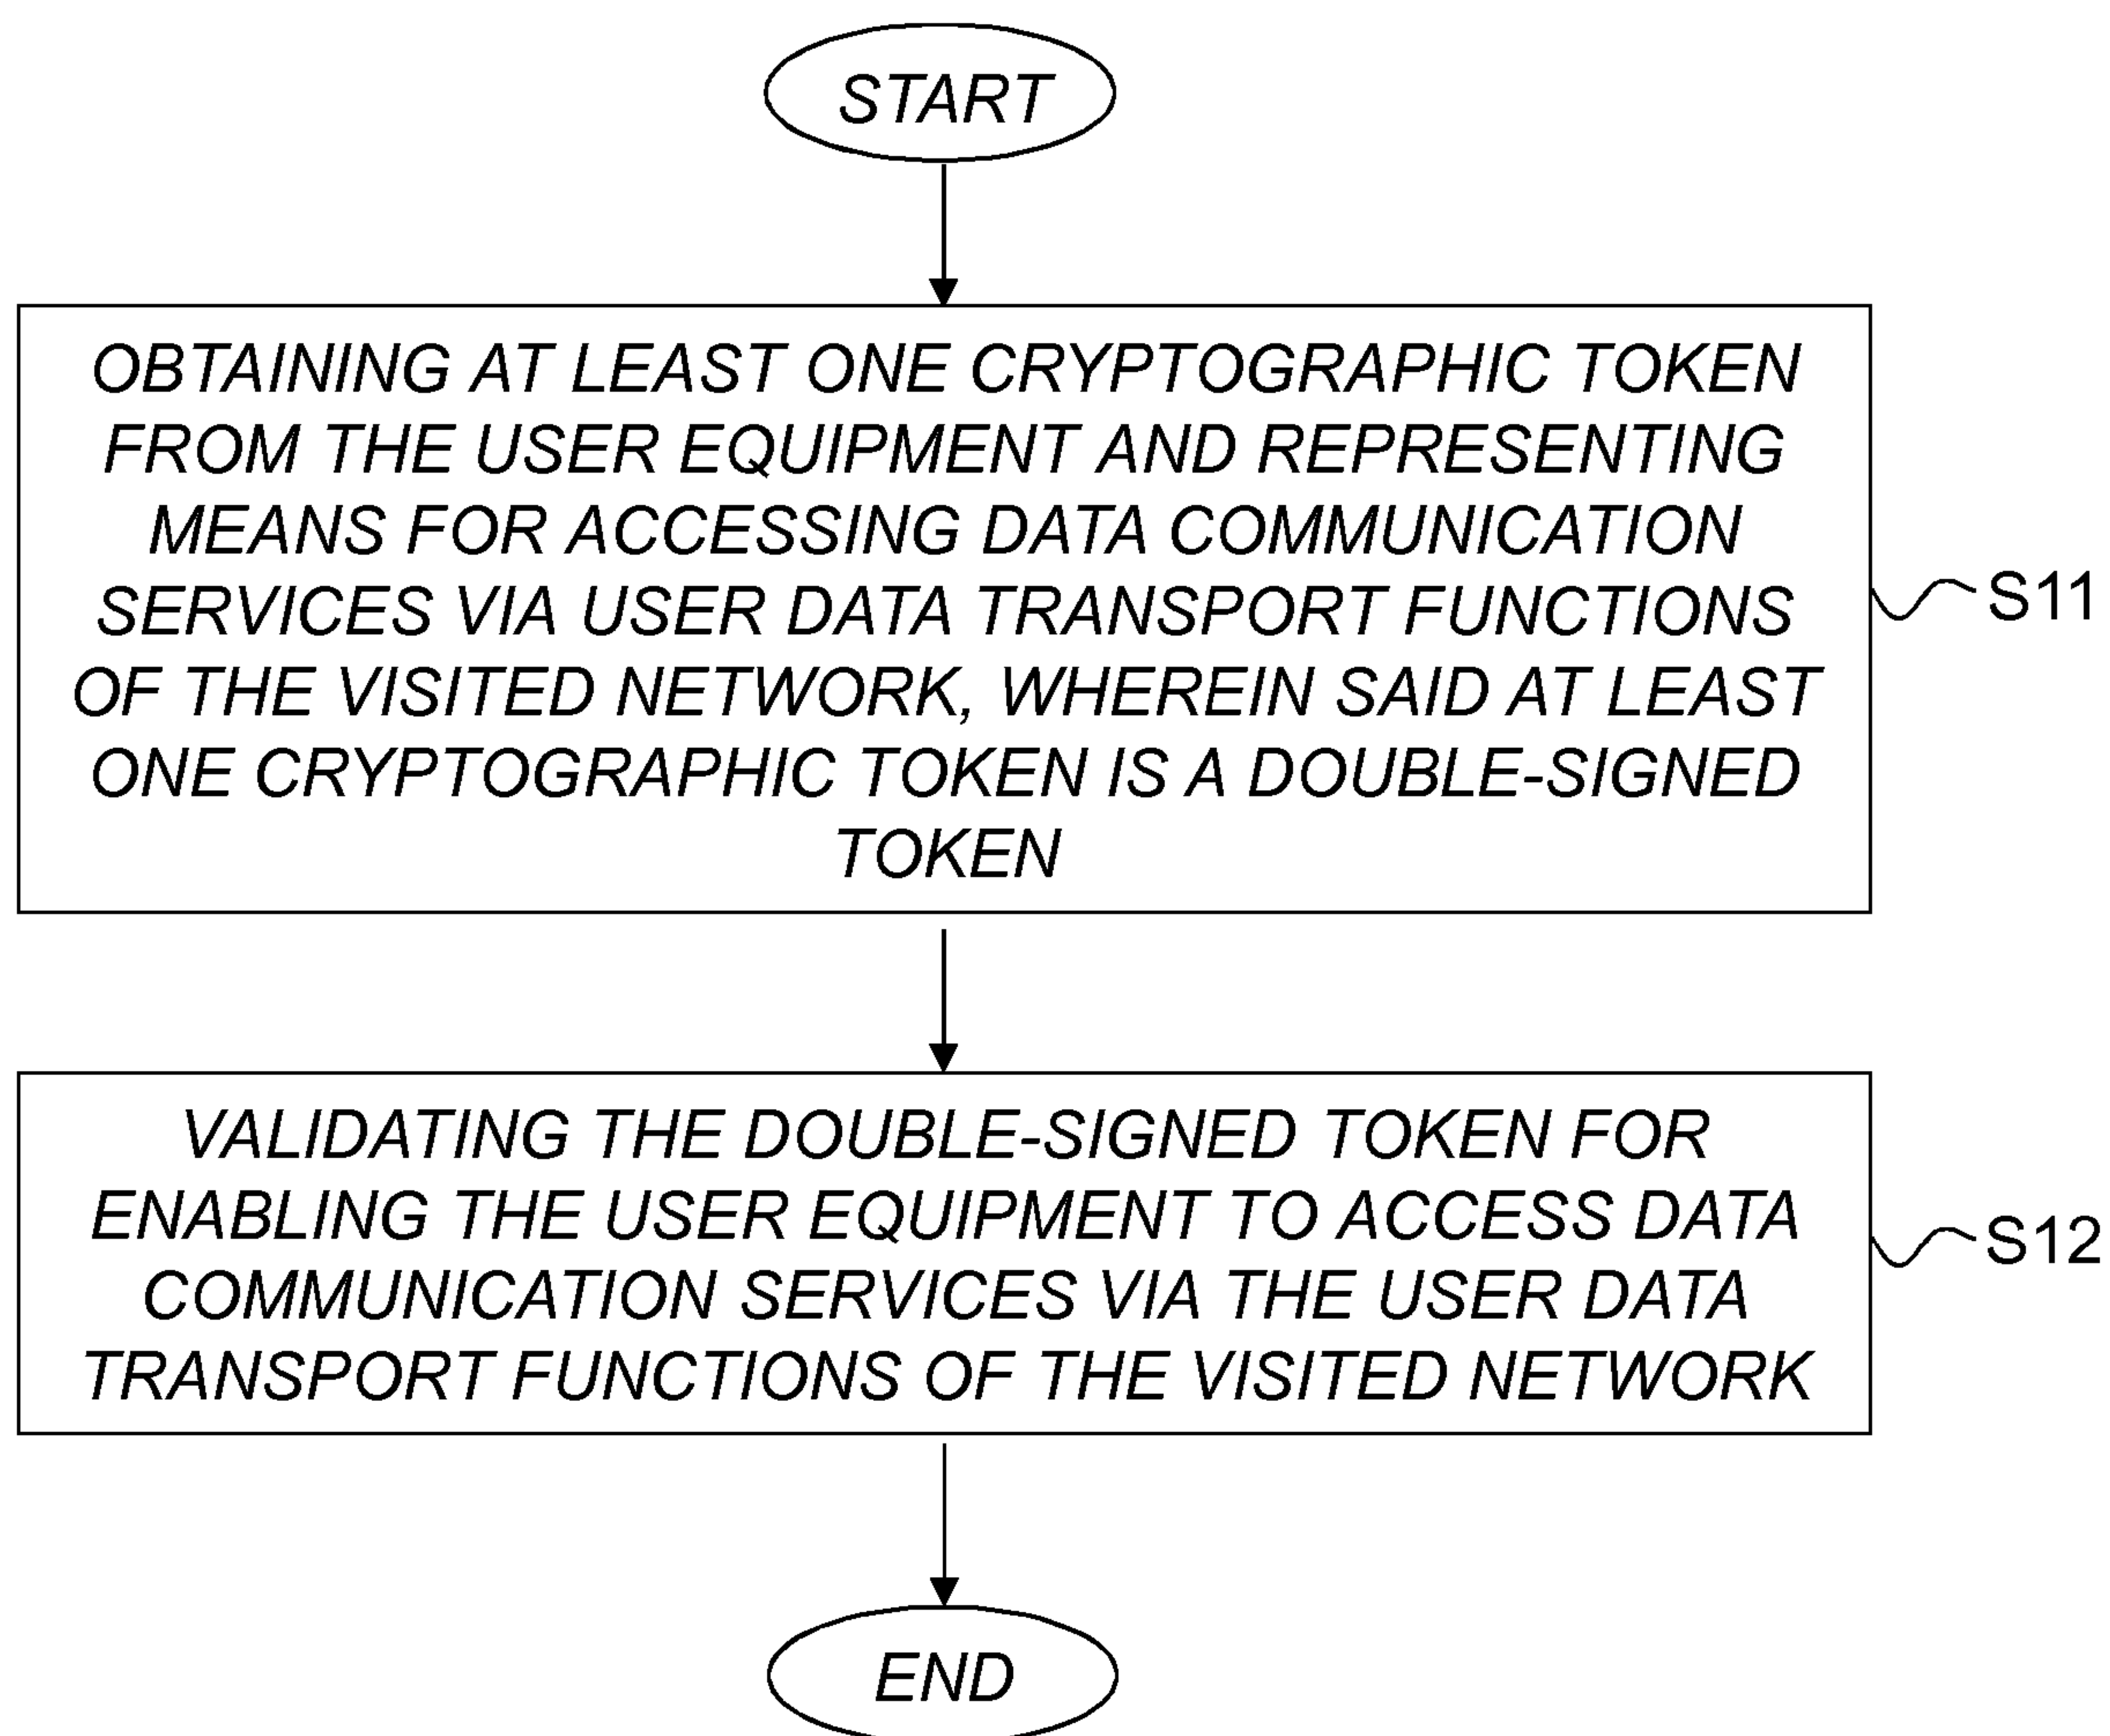 START
OBTAINING AT LEAST ONE CRYPTOGRAPHIC TOKEN
FROM THE USER EQUIPMENT AND REPRESENTING
MEANS FOR ACCESSING DATA COMMUNICATION
SERVICES VIA USER DATA TRANSPORT FUNCTIONS
OF THE VISITED NETWORK, WHEREIN SAID AT LEAST
ONE CRYPTOGRAPHIC TOKEN IS A DOUBLE-SIGNED
TOKEN
S11
VALIDATING THE DOUBLE-SIGNED TOKEN FOR
ENABLING THE USER EQUIPMENT TO ACCESS DATA
COMMUNICATION SERVICES VIA THE USER DATA
TRANSPORT FUNCTIONS OF THE VISITED NETWORK
S12
END